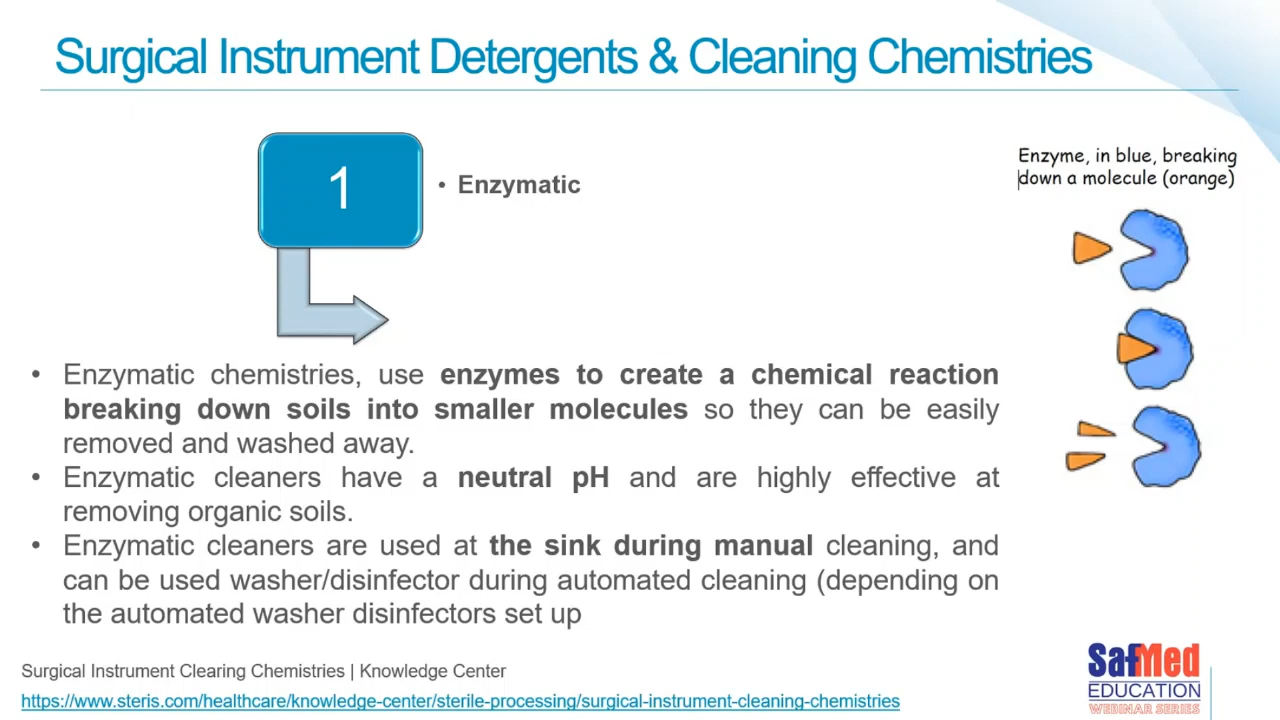 Surgical Instrument Detergents & Cleaning Chemistries
1
• Enzymatic
Enzyme, in blue, breaking
down a molecule (orange)
• Enzymatic chemistries, use enzymes to create a chemical reaction
breaking down soils into smaller molecules so they can be easily
removed and washed away.
• Enzymatic cleaners have a neutral pH and are highly effective at
removing organic soils.
• Enzymatic cleaners are used at the sink during manual cleaning, and
can be used washer/disinfector during automated cleaning (depending on
the automated washer disinfectors set up
Surgical Instrument Clearing Chemistries | Knowledge Center
https://www.steris.com/healthcare/knowledge-center/sterile-processing/surgical-instrument-cleaning-chemistries
SafMed
EDUCATION
WEBINAR SERIES